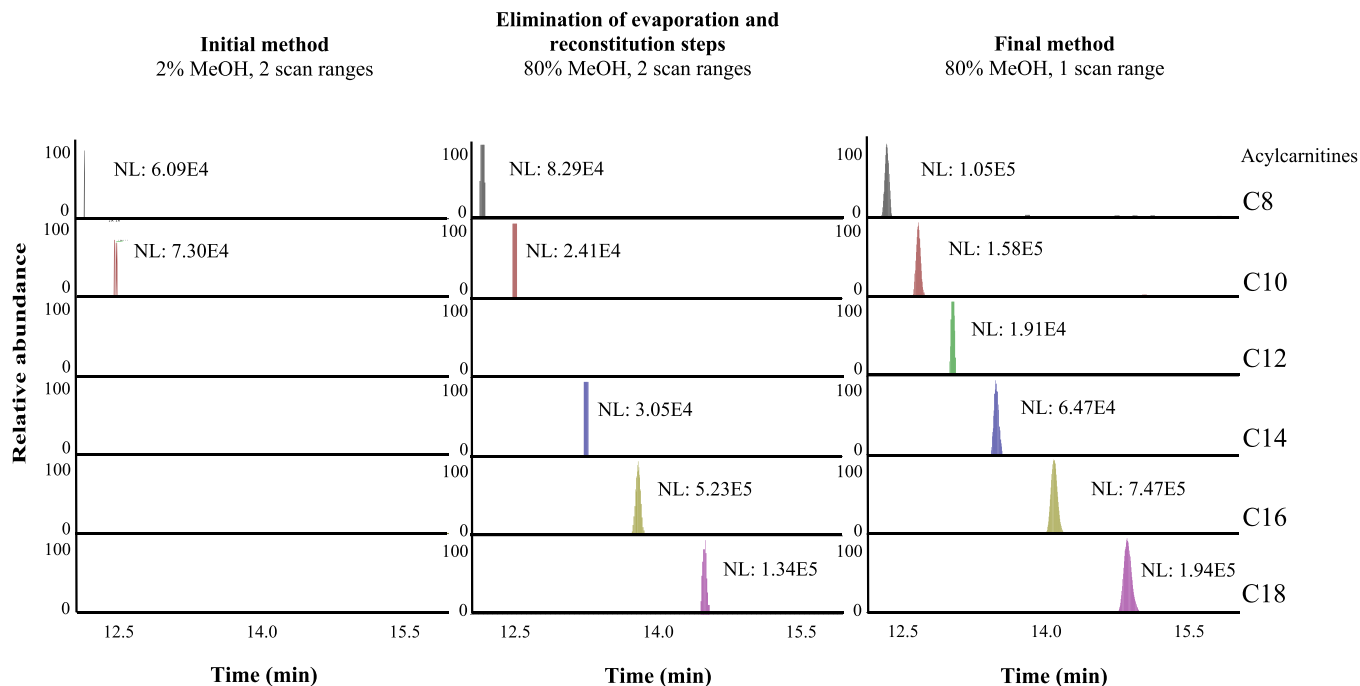 Initial method
2% MeOH, 2 scan ranges
Elimination of evaporation and
reconstitution steps
80% MeOH, 2 scan ranges
Final method
80% MeOH, 1 scan range
Relative abundance
100
NL: 6.09E4
0
100
NL: 7.30E4
0
100
0
100
0
100
0
100
0
12.5 14.0 15.5
Time (min)
100
NL: 8.29E4
0
100
NL: 2.41E4
0
100
0
100
NL: 3.05E4
0
100
NL: 5.23E5
0
100
NL: 1.34E5
0
12.5 14.0 15.5
Time (min)
100
NL: 1.05E5
0
100
NL: 1.58E5
0
100
NL: 1.91E4
0
100
NL: 6.47E4
0
100
NL: 7.47E5
0
100
NL: 1.94E5
0
12.5 14.0 15.5
Time (min)
Acylcarnitines
C8
C10
C12
C14
C16
C18